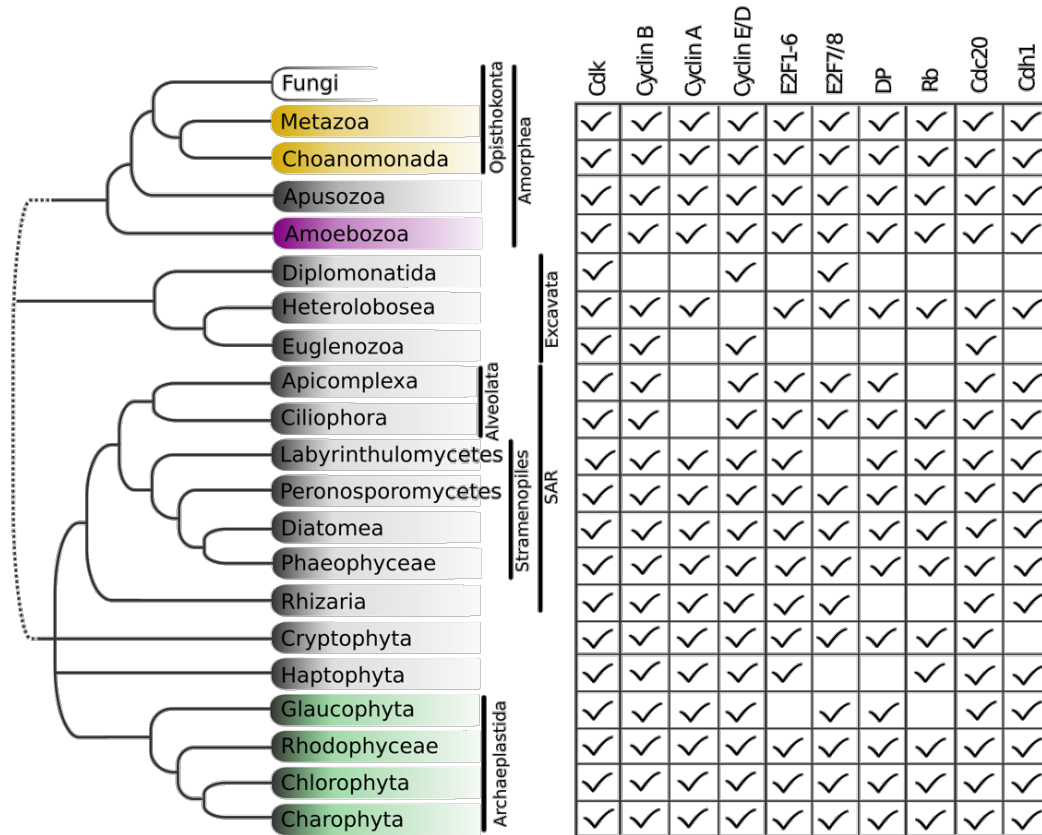 Cdk
Cyclin B
Cyclin A
Cyclin E/D
E2F1-6
E2F7/8
DP
Rb
Cdc20
Cdh1
Fungi
Metazoa
Choanomonada
Apusozoa
Amoebozoa
Opisthokonta
Amorphea
Diplomonatida
Heterolobosea
Euglenozoa
Excavata
Apicomplexa
Ciliophora
Alveolata
Labyrinthulomycetes
Peronosporomycetes
Diatomea
Phaeophyceae
Stramenopiles
Rhizaria
SAR
Cryptophyta
Haptophyta
Glaucophyta
Rhodophyceae
Chlorophyta
Charophyta
Archaeplastida